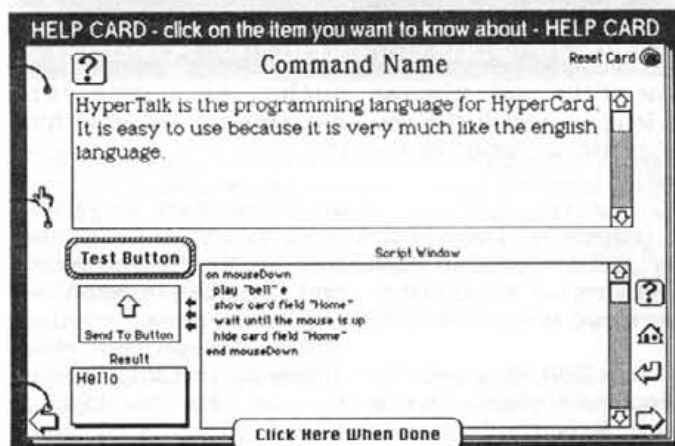 HELP CARD - click on the item you want to know about - HELP CARD
?
Command Name
Reset Card
HyperTalk is the programming language for HyperCard.
It is easy to use because it is very much like the english
language.
Test Button
Script Window
on mouseDown
play "bell" e
show card field "Home"
wait until the mouse is up
hide card field "Home"
end mouseDown
?
Send To Button
Result
Hello
Click Here When Done